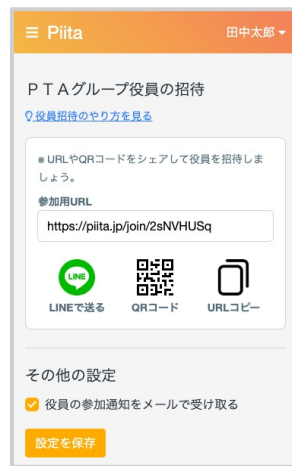 Piita
田中太郎
ＰＴＡグループ役員の招待
役員招待のやり方を見る
URLやQRコードをシェアして役員を招待しま
しょう。
参加用URL
https://piita.jp/join/2sNVHUSq
LINE
LINEで送る QRコード URLコピー
その他の設定
役員の参加通知をメールで受け取る
設定を保存